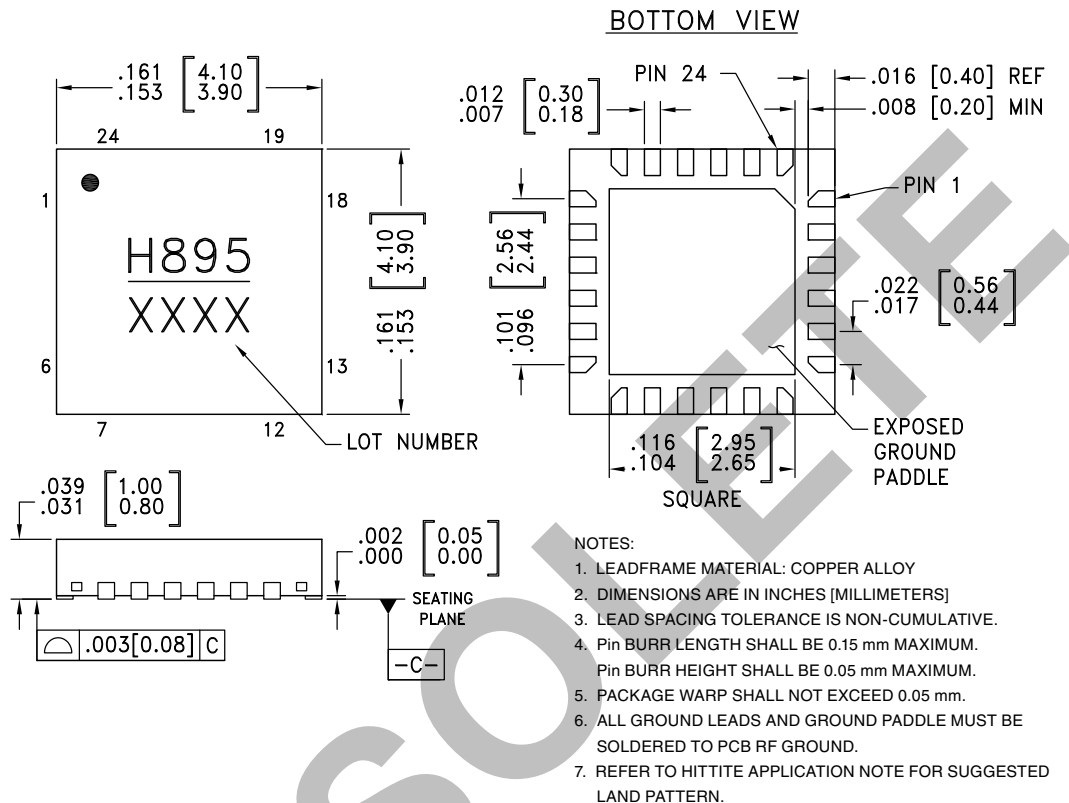 BOTTOM VIEW
.161 [4.10]
.153 [3.90]
24
19
1
18
H895
XXXX
6
13
7
12
LOT NUMBER
[4.10]
[3.90]
.161
.153
PIN 24
.012 [0.30]
.007 [0.18]
.016 [0.40] REF
.008 [0.20] MIN
PIN 1
[2.56]
[2.44]
.101
.096
.022 [0.56]
.017 [0.44]
.116 [2.95]
.104 [2.65]
SQUARE
EXPOSED
GROUND
PADDLE
.039 [1.00]
.031 [0.80]
.002 [0.05]
.000 [0.00]
SEATING
PLANE
.003[0.08] C
-C-
NOTES:
1. LEADFRAME MATERIAL: COPPER ALLOY
2. DIMENSIONS ARE IN INCHES [MILLIMETERS]
3. LEAD SPACING TOLERANCE IS NON-CUMULATIVE.
4. Pin BURR LENGTH SHALL BE 0.15 mm MAXIMUM.
Pin BURR HEIGHT SHALL BE 0.05 mm MAXIMUM.
5. PACKAGE WARP SHALL NOT EXCEED 0.05 mm.
6. ALL GROUND LEADS AND GROUND PADDLE MUST BE
SOLDERED TO PCB RF GROUND.
7. REFER TO HITTITE APPLICATION NOTE FOR SUGGESTED
LAND PATTERN.
SOLETE